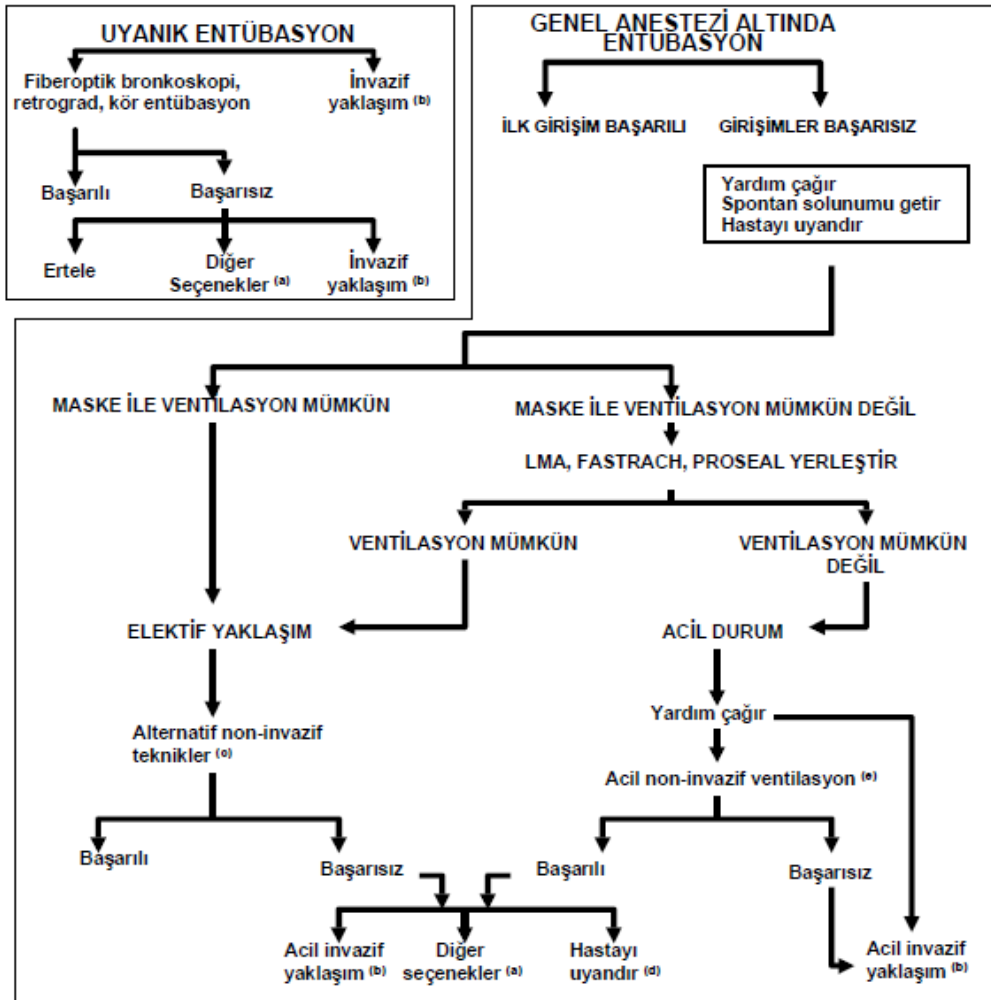 UYANIK ENTÜBASYON
Fiberoptik bronkoskopi,
retrograd, kör entübasyon
İnvazif
yaklaşım (b)
Başarılı
Başarısız
Ertele
Diğer
Seçenekler (a)
İnvazif
yaklaşım (b)
GENEL ANESTEZİ ALTINDA
ENTÜBASYON
İLK GİRİŞİM BAŞARILI
GİRİŞİMLER BAŞARISIZ
Yardım çağır
Spontan solunumu getir
Hastayı uyandır
MASKE İLE VENTİLASYON MÜMKÜN
MASKE İLE VENTİLASYON MÜMKÜN DEĞİL
LMA, FASTRACH, PROSEAL YERLEŞTİR
VENTİLASYON MÜMKÜN
VENTİLASYON MÜMKÜN
DEĞİL
ELEKTİF YAKLAŞIM
ACİL DURUM
Alternatif non-invazif
teknikler (c)
Yardım çağır
Acil non-invazif ventilasyon (e)
Başarılı
Başarısız
Başarılı
Başarısız
Acil invazif
yaklaşım (b)
Diğer
seçenekler (a)
Hastayı
uyandır (d)
Acil invazif
yaklaşım (b)